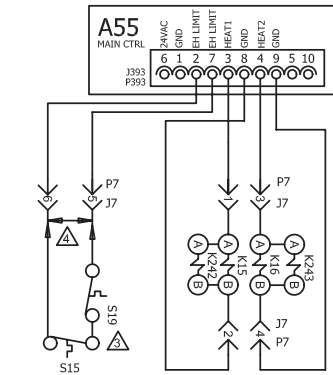 A55
MAIN CTRL
24VAC
GND
EH LIMIT
EH LIMIT
HEAT1
GND
HEAT2
GND
6 1 2 7 3 8 4 9 5 10
J393
P393
6
5
P7
J7
1
3
P7
J7
4
A A A A
K242
K15
K16
K243
B B B B
S19
3
S15
2
4
J7
P7